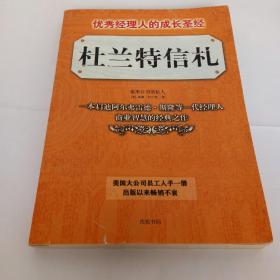 优秀经理人的成长圣经
杜兰特信札
一本启迪阿尔弗雷德·斯隆等一代经理人
商业智慧的经典之作
美国大公司员工人手一册
出版以来畅销不衰